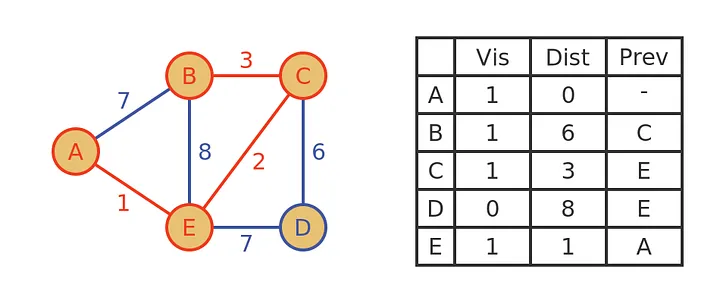 B 3 C
7
8 2 6
A
1
E 7 D
Vis Dist Prev
A 1 0 -
B 1 6 C
C 1 3 E
D 0 8 E
E 1 1 A